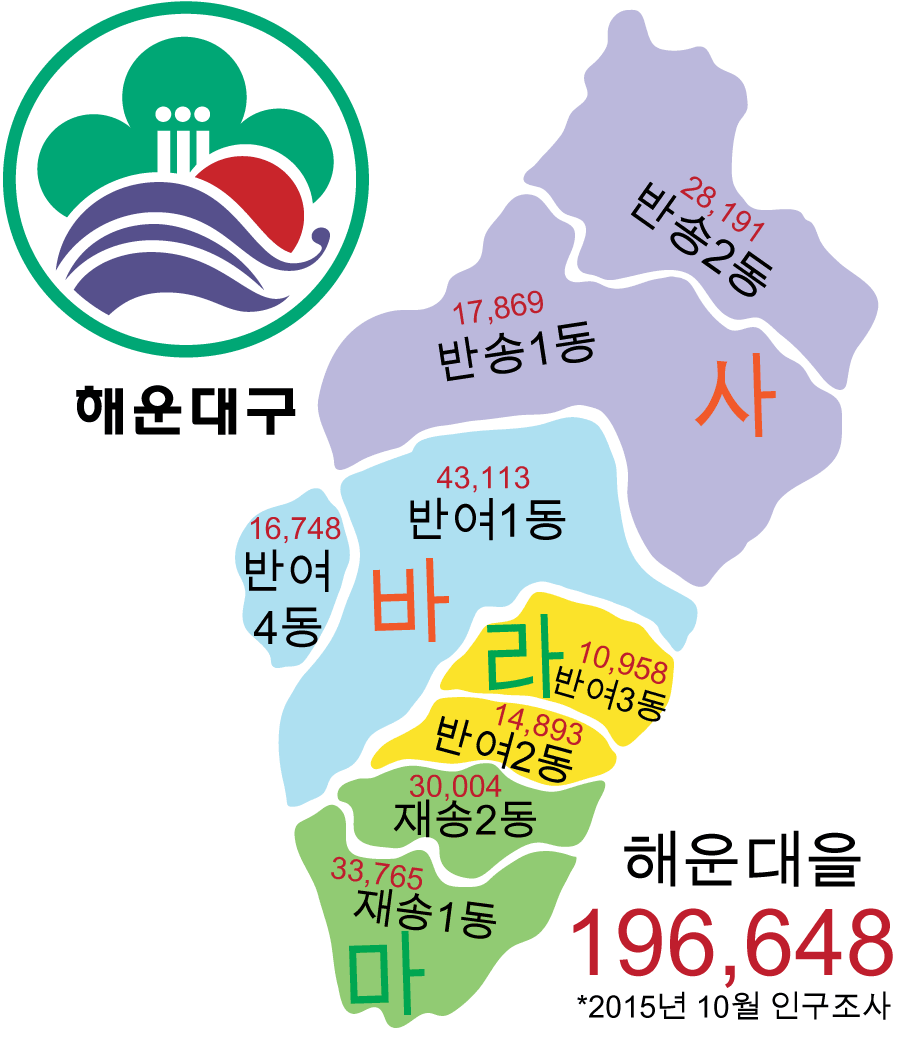 해운대구
28,191
반송2동
17,869
반송1동
사
43,113
반여1동
16,748
반여
4동
바
라
10,958
반여3동
14,893
반여2동
30,004
재송2동
33,765
재송1동
마
해운대을
196,648
*2015년 10월 인구조사